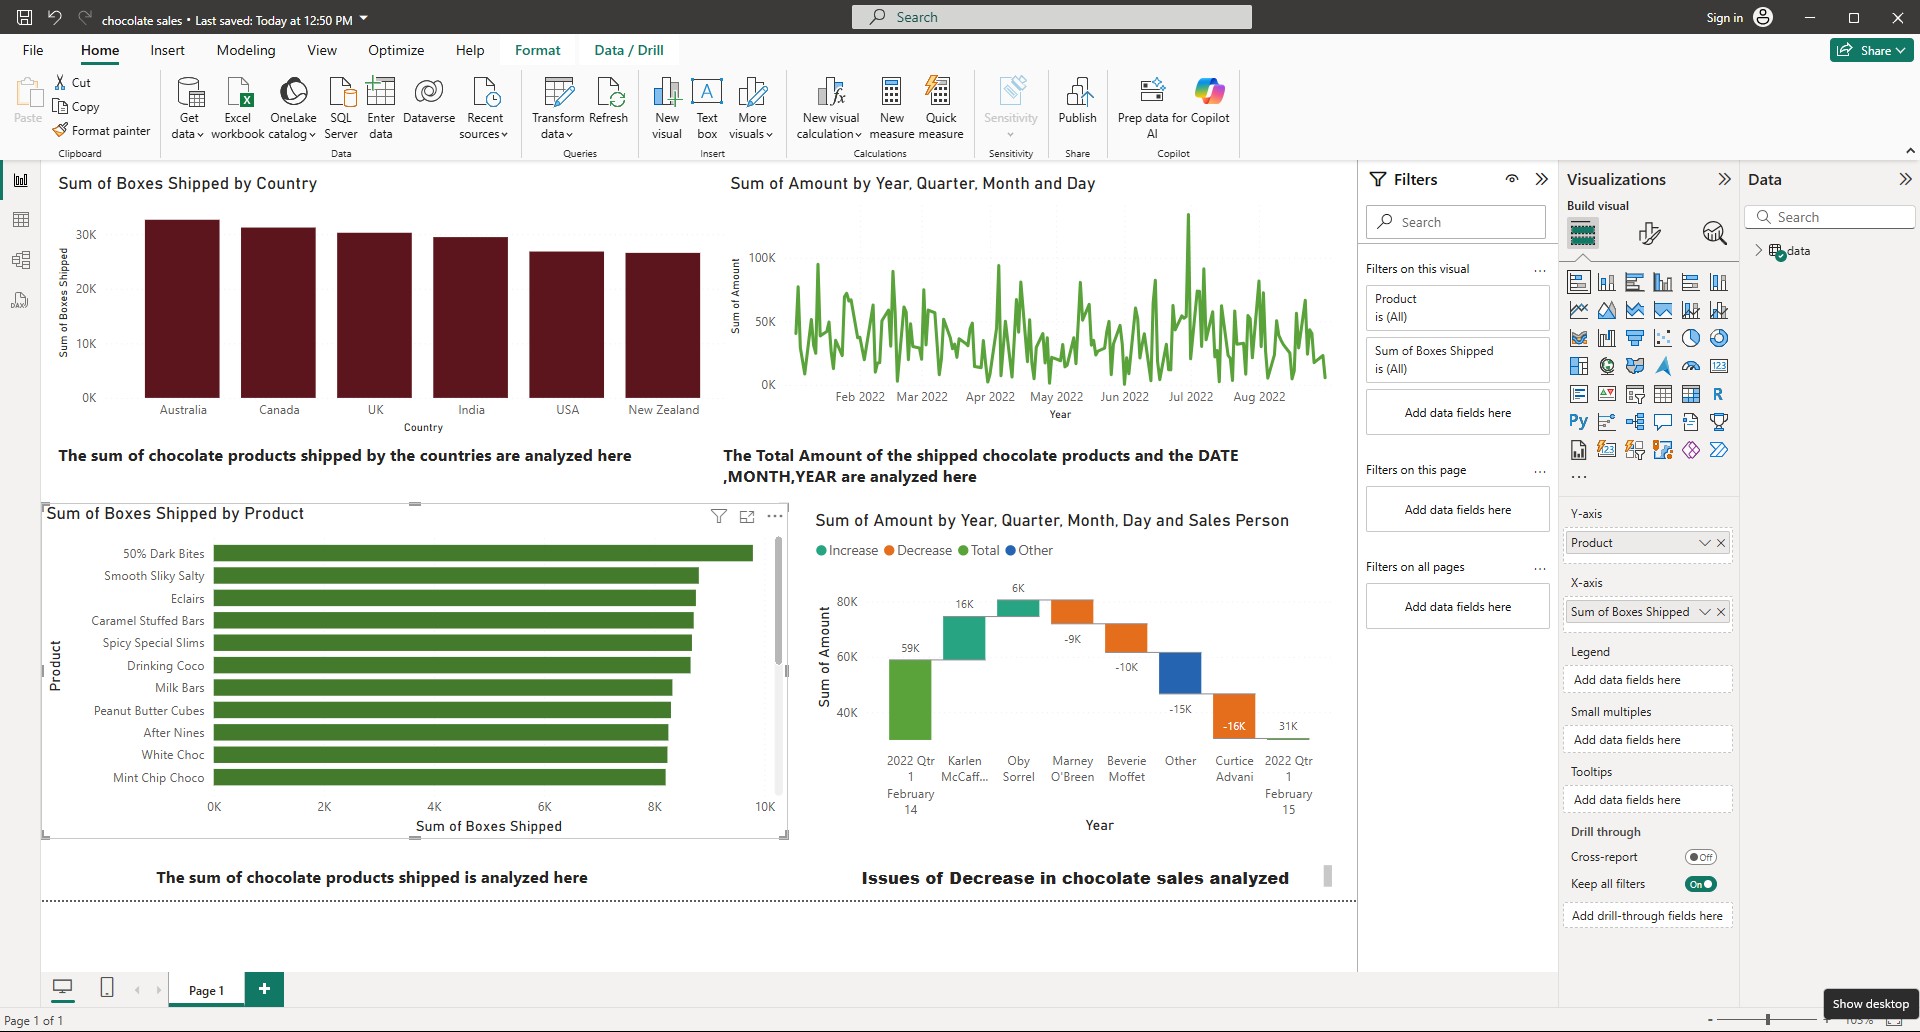 chocolate sales • Last saved: Today at 12:50 PM
Search
Sign in
File Home Insert Modeling View Optimize Help Format Data / Drill
Share
Paste
Cut
Copy
Format painter
Clipboard
Get data
Excel workbook
OneLake catalog
SQL Server
Enter data
Dataverse
Recent sources
Data
Transform data
Refresh
Queries
New visual
Text box
More visuals
Insert
New visual calculation
New measure
Quick measure
Calculations
Sensitivity
Sensitivity
Publish
Share
Prep data for AI
Copilot
Copilot
Sum of Boxes Shipped by Country
Sum of Boxes Shipped
30K
20K
10K
0K
Australia Canada UK India USA New Zealand
Country
The sum of chocolate products shipped by the countries are analyzed here
Sum of Amount by Year, Quarter, Month and Day
Sum of Amount
100K
50K
0K
Feb 2022 Mar 2022 Apr 2022 May 2022 Jun 2022 Jul 2022 Aug 2022
Year
The Total Amount of the shipped chocolate products and the DATE
,MONTH,YEAR are analyzed here
Sum of Boxes Shipped by Product
Product
50% Dark Bites
Smooth Sliky Salty
Eclairs
Caramel Stuffed Bars
Spicy Special Slims
Drinking Coco
Milk Bars
Peanut Butter Cubes
After Nines
White Choc
Mint Chip Choco
0K 2K 4K 6K 8K 10K
Sum of Boxes Shipped
The sum of chocolate products shipped is analyzed here
Sum of Amount by Year, Quarter, Month, Day and Sales Person
Increase Decrease Total Other
Sum of Amount
80K
60K
40K
59K
16K
6K
-9K
-10K
-15K
-16K
31K
2022 Qtr 1 February 14
Karlen McCaff...
Oby Sorrel
Marney O'Breen
Beverie Moffet
Other
Curtice Advani
2022 Qtr 1 February 15
Year
Issues of Decrease in chocolate sales analyzed
Filters
Search
Filters on this visual
...
Product
is (All)
Sum of Boxes Shipped
is (All)
Add data fields here
Filters on this page
...
Add data fields here
Filters on all pages
...
Add data fields here
Visualizations
Build visual
123
R
Py
...
Y-axis
Product
X-axis
Sum of Boxes Shipped
Legend
Add data fields here
Small multiples
Add data fields here
Tooltips
Add data fields here
Drill through
Cross-report
Off
Keep all filters
On
Add drill-through fields here
Data
Search
data
DAX
Page 1
+
Page 1 of 1
Show desktop
- +
103%